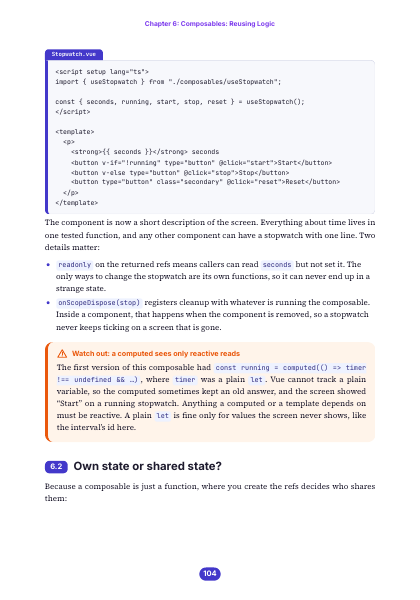 Chapter 6: Composables: Reusing Logic
Stopwatch.vue
<script setup lang="ts">
import { useStopwatch } from "./composables/useStopwatch";
const { seconds, running, start, stop, reset } = useStopwatch();
</script>
<template>
<p>
<strong>{{ seconds }}</strong> seconds
<button v-if="!running" type="button" @click="start">Start</button>
<button v-else type="button" @click="stop">Stop</button>
<button type="button" class="secondary" @click="reset">Reset</button>
</p>
</template>
The component is now a short description of the screen. Everything about time lives in
one tested function, and any other component can have a stopwatch with one line. Two
details matter:
• readonly on the returned refs means callers can read seconds but not set it. The
only ways to change the stopwatch are its own functions, so it can never end up in a
strange state.
• onScopeDispose(stop) registers cleanup with whatever is running the composable.
Inside a component, that happens when the component is removed, so a stopwatch
never keeps ticking on a screen that is gone.
Watch out: a computed sees only reactive reads
The first version of this composable had const running = computed(() => timer
!== undefined && …), where timer was a plain let. Vue cannot track a plain
variable, so the computed sometimes kept an old answer, and the screen showed
“Start” on a running stopwatch. Anything a computed or a template depends on
must be reactive. A plain let is fine only for values the screen never shows, like
the interval’s id here.
6.2 Own state or shared state?
Because a composable is just a function, where you create the refs decides who shares
them:
104